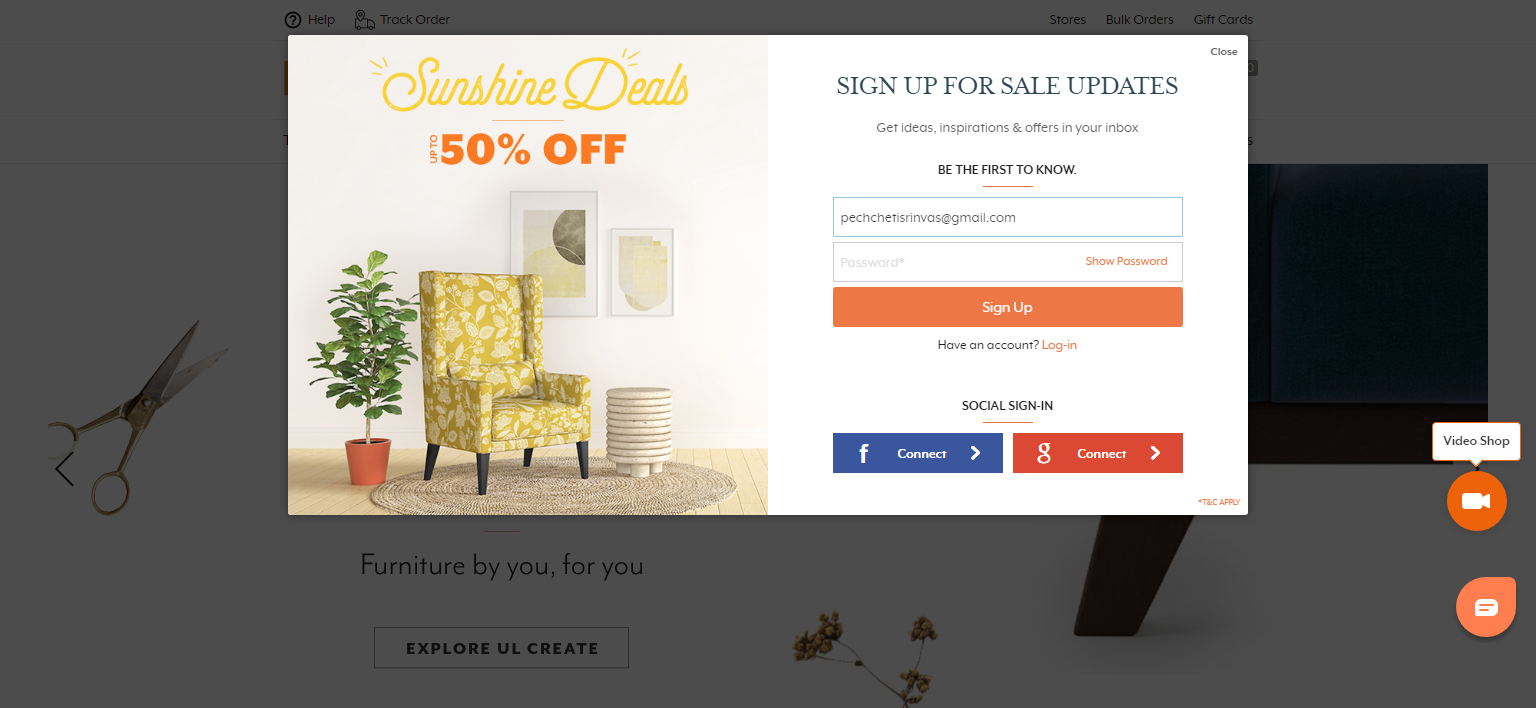 Help
Track Order
Stores
Bulk Orders
Gift Cards
Close
Sunshine Deals
UP TO
50% OFF
SIGN UP FOR SALE UPDATES
Get ideas, inspirations & offers in your inbox
BE THE FIRST TO KNOW.
pechchetisrinvas@gmail.com
Password*
Show Password
Sign Up
Have an account? Log-in
SOCIAL SIGN-IN
f Connect
g Connect
*T&C APPLY
Video Shop
Furniture by you, for you
EXPLORE UL CREATE